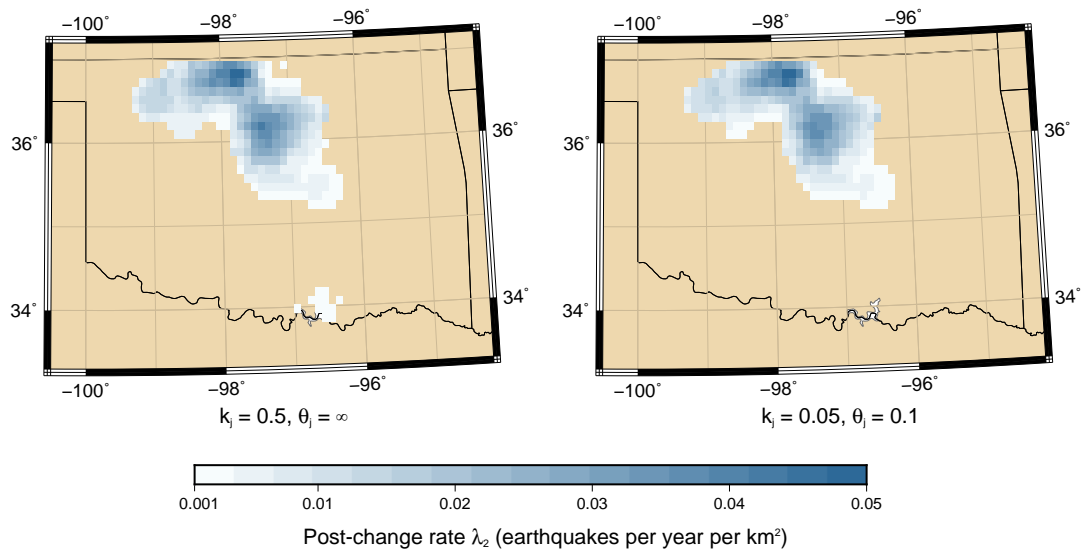 −100˚ −98˚ −96˚ −100˚ −98˚ −96˚
36˚ 36˚ 36˚ 36˚
34˚ 34˚ 34˚ 34˚
−100˚ −98˚ −96˚ −100˚ −98˚ −96˚
kⱼ = 0.5, θⱼ = ∞ kⱼ = 0.05, θⱼ = 0.1
0.001 0.01 0.02 0.03 0.04 0.05
Post-change rate λ₂ (earthquakes per year per km²)